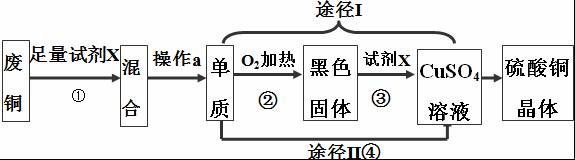 途径I
废铜
足量试剂X
①
混合
操作a
单质
O₂加热
②
黑色固体
试剂X
③
CuSO₄溶液
硫酸铜晶体
途径II④